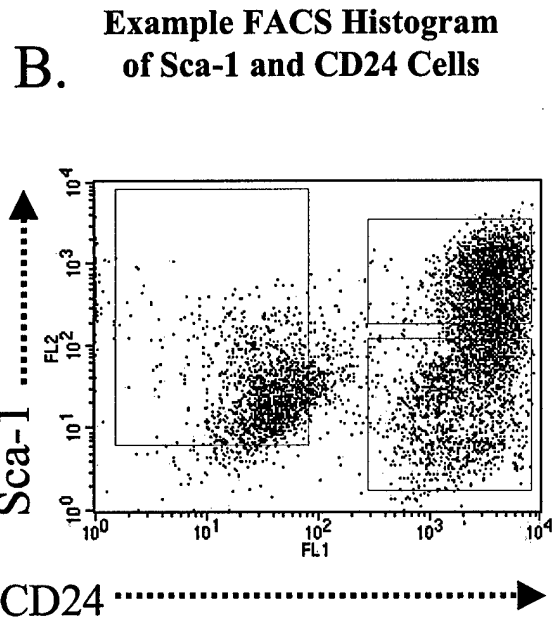 B.
Example FACS Histogram
of Sca-1 and CD24 Cells
Sca-1
FL2
10^4
10^3
10^2
10^1
10^0
10^0 10^1 10^2 10^3 10^4
FL1
CD24